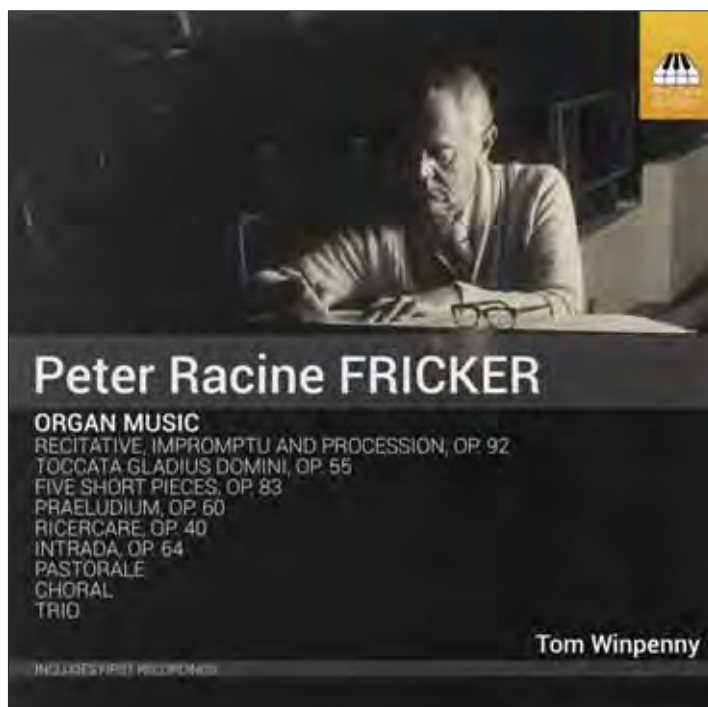 Peter Racine FRICKER
ORGAN MUSIC
RECITATIVE, IMPROMPTU AND PROCESSION, OP. 92
TOCCATA GLADIUS DOMINI, OP. 55
FIVE SHORT PIECES, OP. 83
PRAELUDIUM, OP. 60
RICERCARE, OP. 40
INTRADA, OP. 64
PASTORALE
CHORAL
TRIO
Tom Winpenny
INCLUDES FIRST RECORDINGS